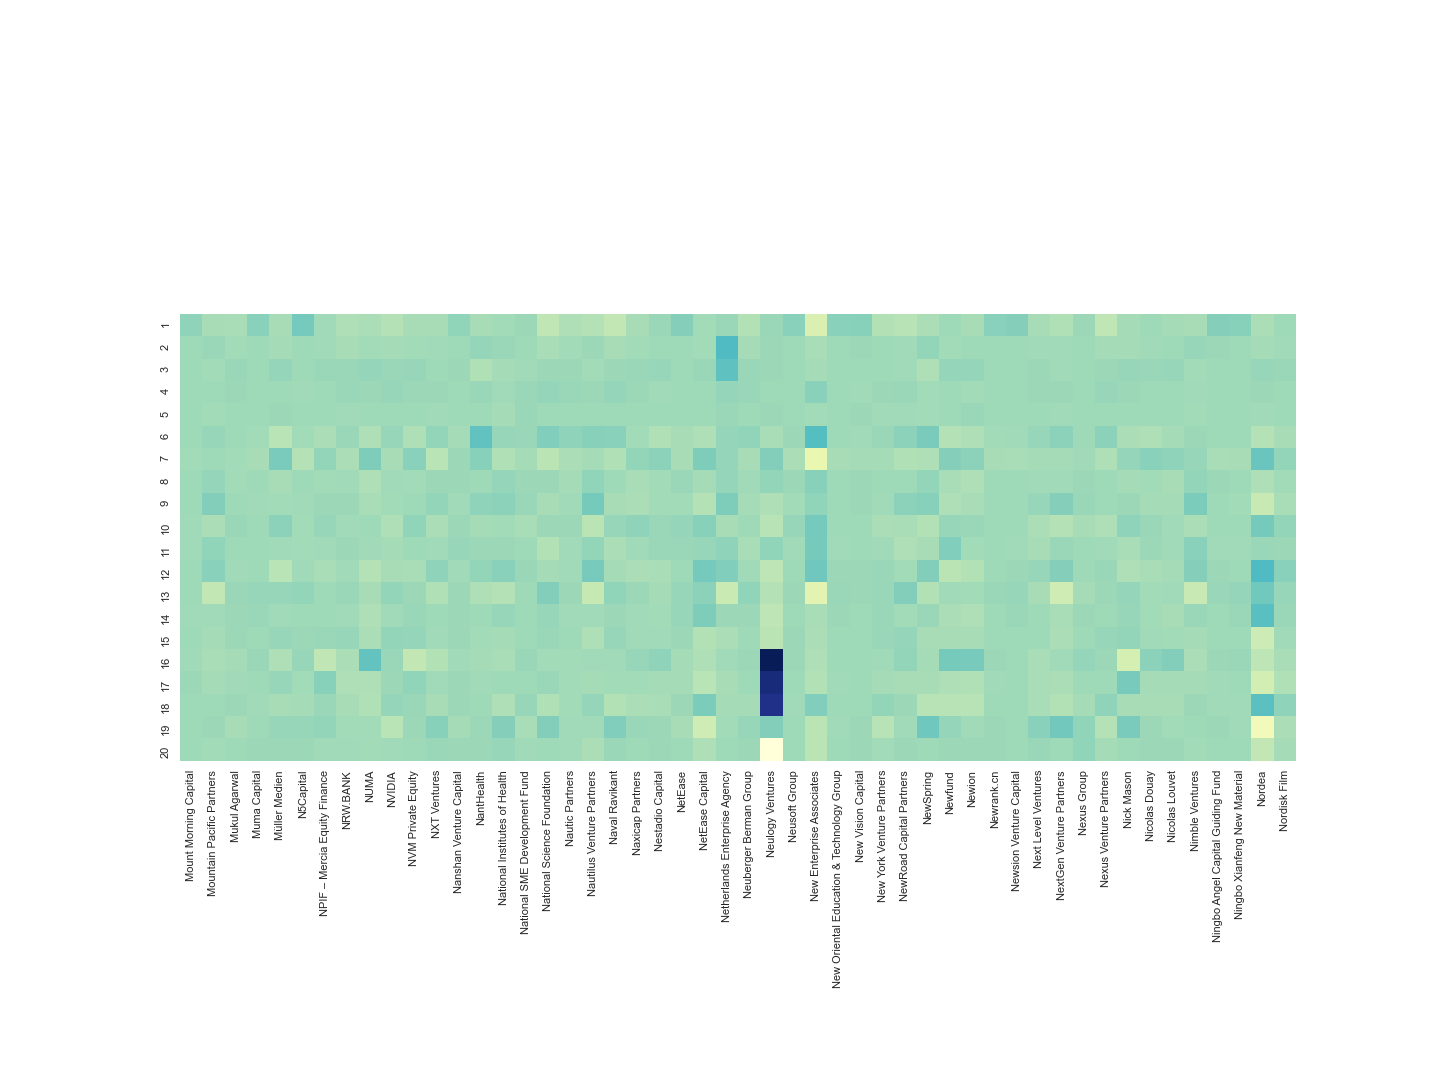 1
2
3
4
5
6
7
8
9
10
11
12
13
14
15
16
17
18
19
20
Mount Morning Capital
Mountain Pacific Partners
Mukul Agarwal
Muma Capital
Müller Medien
N5Capital
NPIF – Mercia Equity Finance
NRW.BANK
NUMA
NVIDIA
NVM Private Equity
NXT Ventures
Nanshan Venture Capital
NantHealth
National Institutes of Health
National SME Development Fund
National Science Foundation
Nautic Partners
Nautilus Venture Partners
Naval Ravikant
Naxicap Partners
Nestadio Capital
NetEase
NetEase Capital
Netherlands Enterprise Agency
Neuberger Berman Group
Neulogy Ventures
Neusoft Group
New Enterprise Associates
New Oriental Education & Technology Group
New Vision Capital
New York Venture Partners
NewRoad Capital Partners
NewSpring
Newfund
Newion
Newrank.cn
Newsion Venture Capital
Next Level Ventures
NextGen Venture Partners
Nexus Group
Nexus Venture Partners
Nick Mason
Nicolas Douay
Nicolas Louvet
Nimble Ventures
Ningbo Angel Capital Guiding Fund
Ningbo Xianfeng New Material
Nordea
Nordisk Film